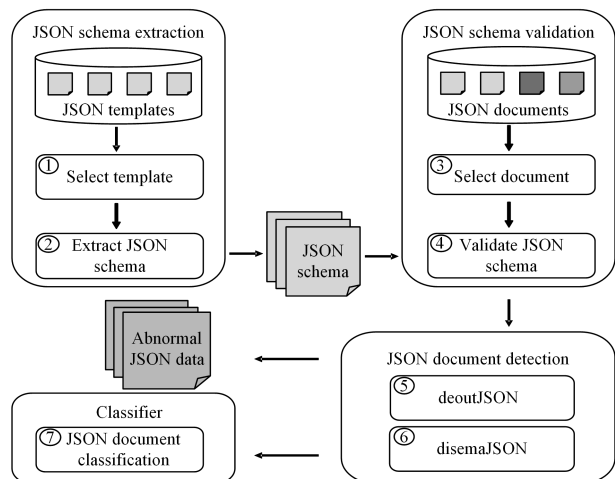 JSON schema extraction
JSON templates
1
Select template
2
Extract JSON
schema
JSON
schema
JSON schema validation
JSON documents
3
Select document
4
Validate JSON
schema
JSON document detection
5
deoutJSON
6
disemaJSON
Abnormal
JSON data
Classifier
7
JSON document
classification